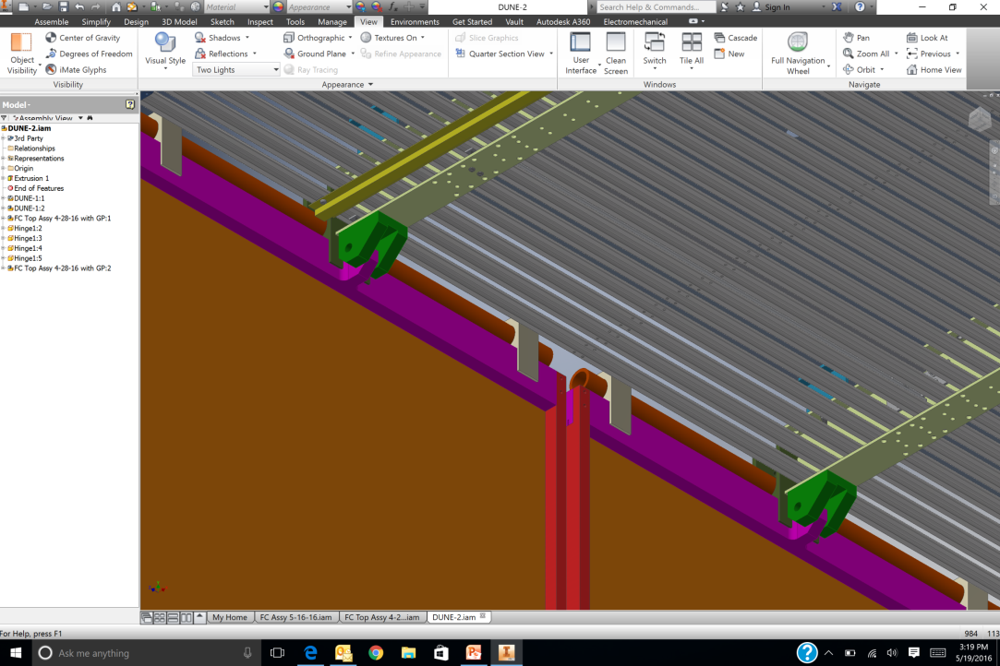 Material
Appearance
DUNE-2
Search Help & Commands...
Sign In
Assemble Simplify Design 3D Model Sketch Inspect Tools Manage View Environments Get Started Vault Autodesk A360 Electromechanical
Object Visibility
Center of Gravity
Degrees of Freedom
iMate Glyphs
Visibility
Visual Style
Shadows
Reflections
Two Lights
Orthographic
Ground Plane
Ray Tracing
Textures On
Refine Appearance
Appearance
Slice Graphics
Quarter Section View
User Interface
Clean Screen
Switch
Tile All
Cascade
New
Windows
Full Navigation Wheel
Pan
Zoom All
Orbit
Look At
Previous
Home View
Navigate
Model
Assembly View
DUNE-2.iam
3rd Party
Relationships
Representations
Origin
Extrusion 1
End of Features
DUNE-1:1
DUNE-1:2
FC Top Assy 4-28-16 with GP:1
Hinge1:2
Hinge1:3
Hinge1:4
Hinge1:5
FC Top Assy 4-28-16 with GP:2
My Home FC Assy 5-16-16.iam FC Top Assy 4-2...iam DUNE-2.iam
For Help, press F1
984 113
Ask me anything
3:19 PM
5/19/2016